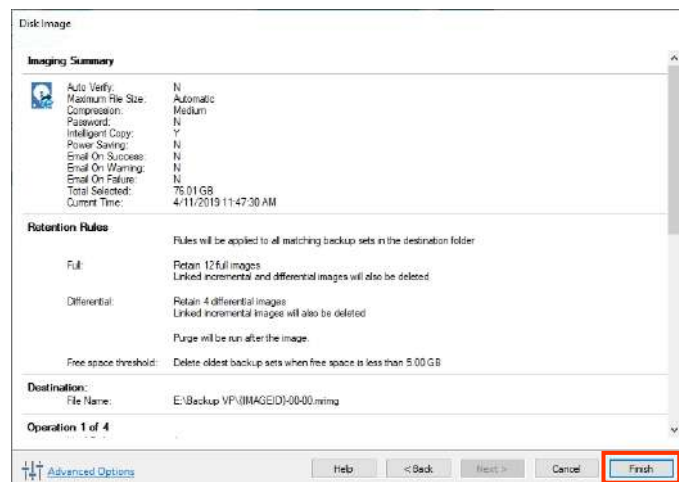 Disk Image
Imaging Summary
Auto Verify: N
Maximum File Size: Automatic
Compression: Medium
Password: N
Intelligent Copy: Y
Power Saving: N
Email On Success: N
Email On Warning: N
Email On Failure: N
Total Selected: 76.01 GB
Current Time: 4/11/2019 11:47:30 AM
Retention Rules
Rules will be applied to all matching backup sets in the destination folder
Full: Retain 12 full images
Linked incremental and differential images will also be deleted
Differential: Retain 4 differential images
Linked incremental images will also be deleted
Purge will be run after the image.
Free space threshold: Delete oldest backup sets when free space is less than 5.00 GB
Destination:
File Name: E:\Backup VP\{IMAGEID}-00-00.mrimg
Operation 1 of 4
Advanced Options
Help
< Back
Next >
Cancel
Finish